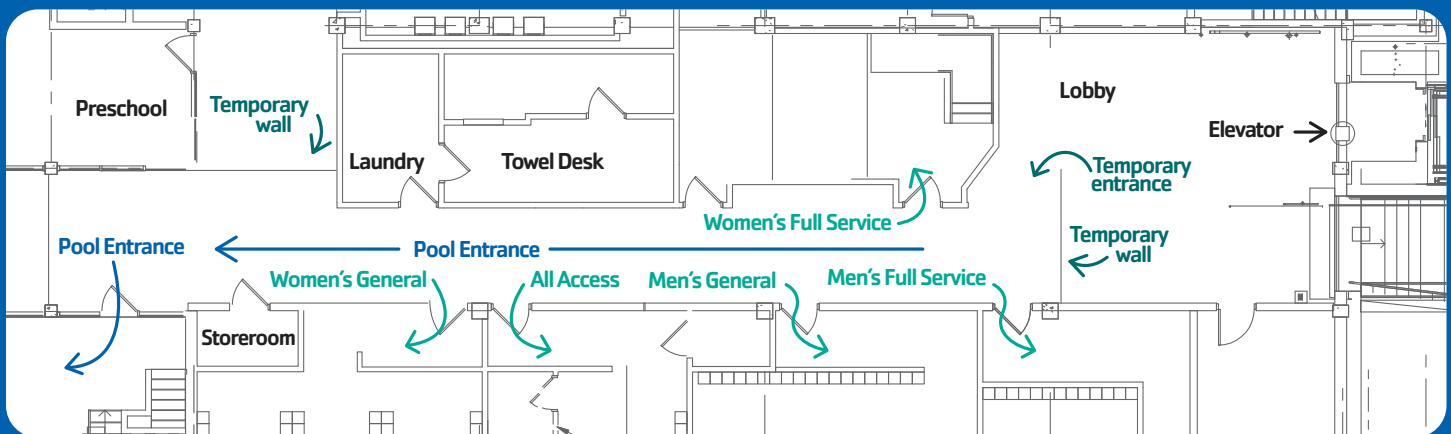 Preschool
Temporary
wall
Laundry
Towel Desk
Lobby
Elevator
Temporary
entrance
Women's Full Service
Temporary
wall
Pool Entrance
Pool Entrance
Women's General
All Access
Men's General
Men's Full Service
Storeroom